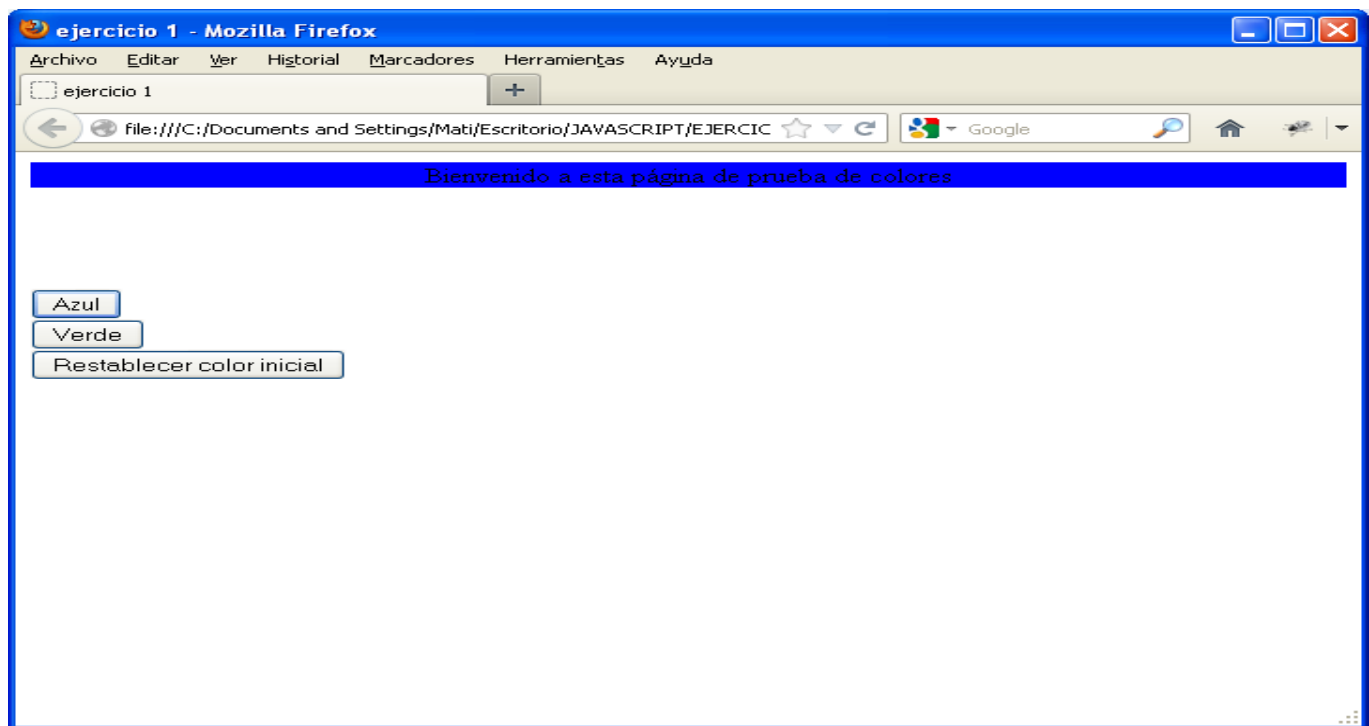 ejercicio 1 - Mozilla Firefox
Archivo Editar Ver Historial Marcadores Herramientas Ayuda
ejercicio 1
file:///C:/Documents and Settings/Mati/Escritorio/JAVASCRIPT/EJERCIC
Google
Bienvenido a esta página de prueba de colores
Azul
Verde
Restablecer color inicial